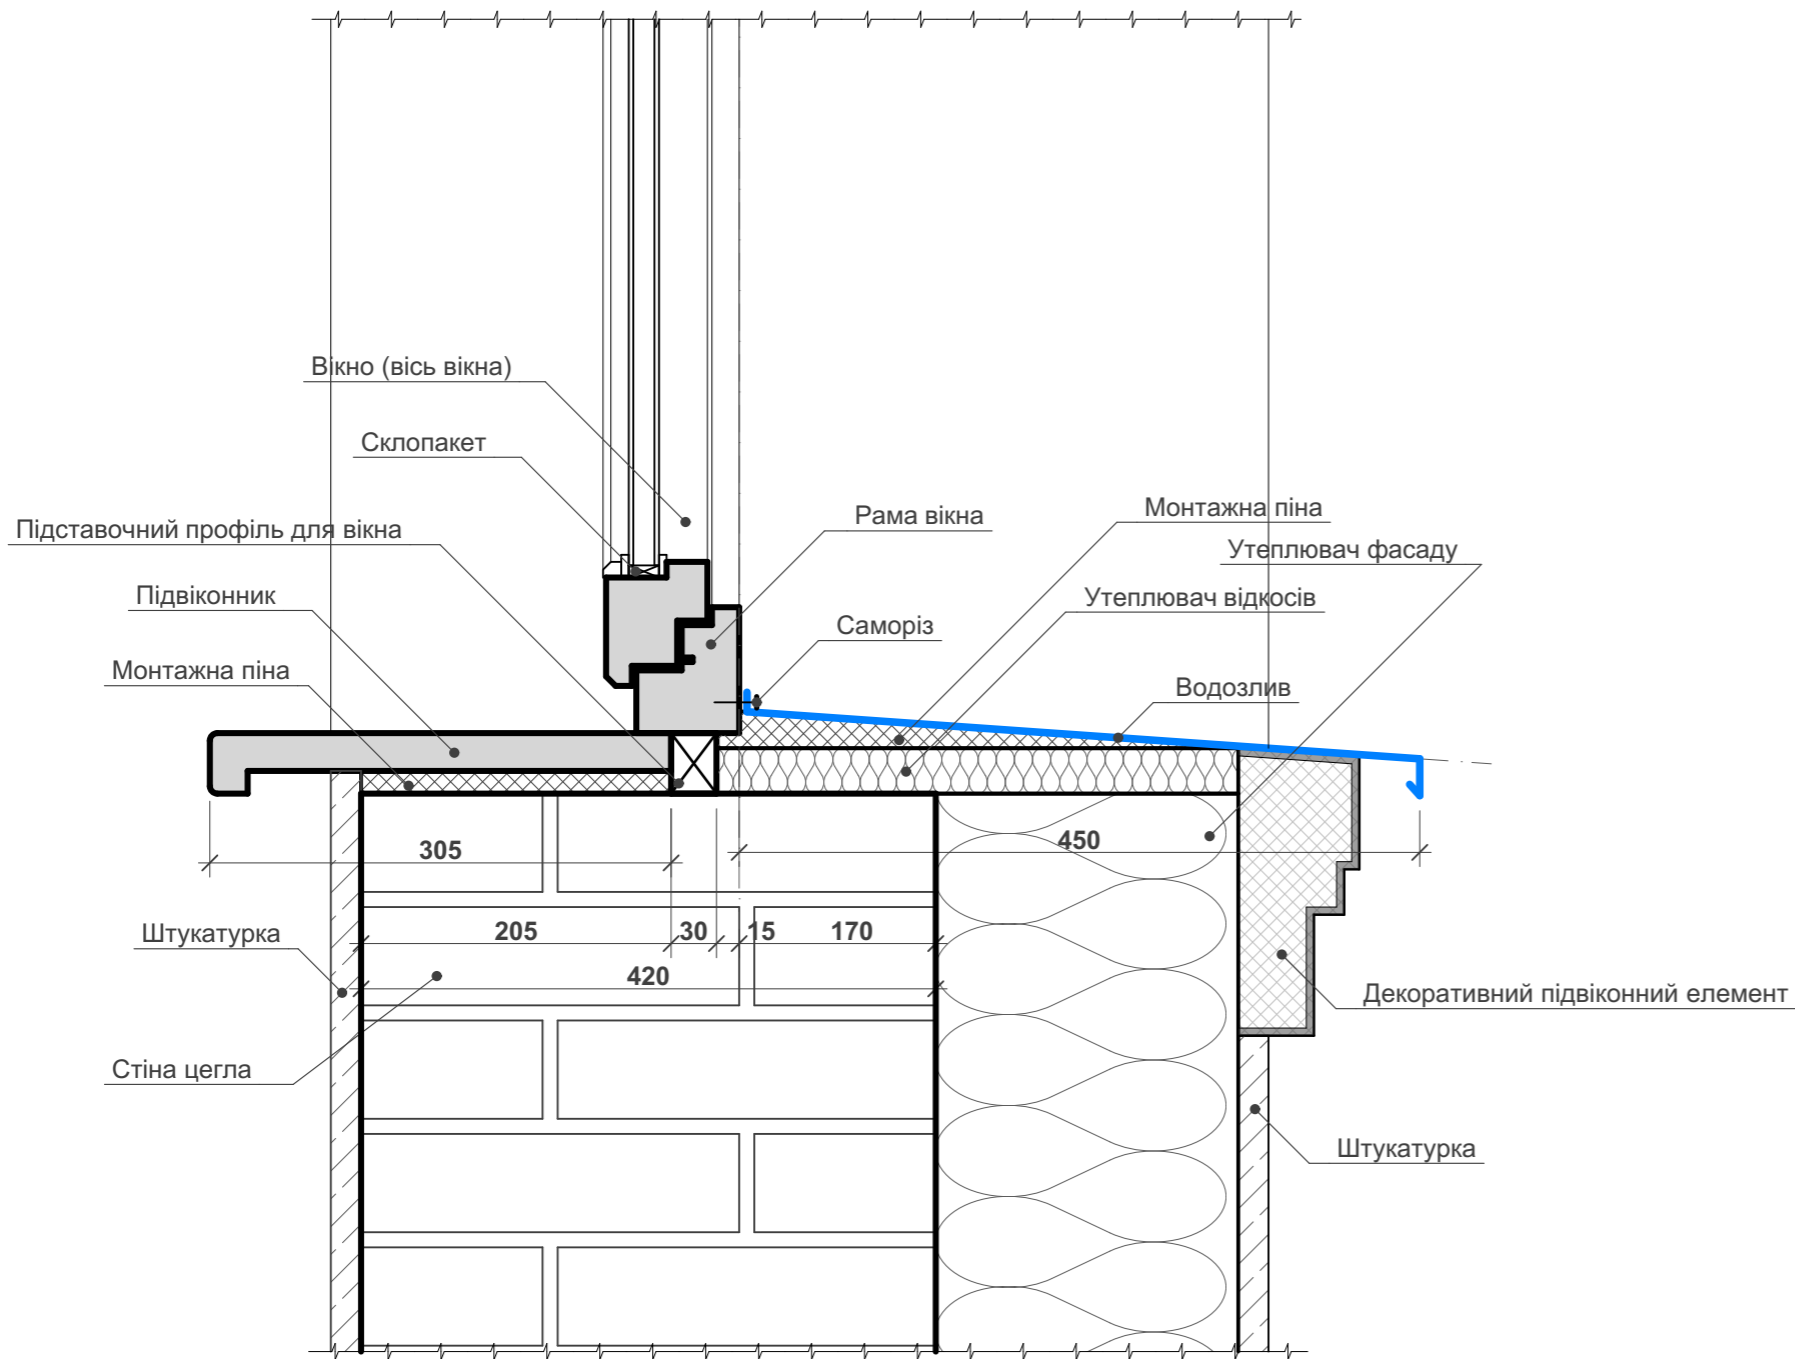 Вікно (вісь вікна)
Склопакет
Підставочний профіль для вікна
Рама вікна
Монтажна піна
Утеплювач фасаду
Підвіконник
Утеплювач відкосів
Саморіз
Монтажна піна
Водозлив
305
450
Штукатурка
205
30
15
170
420
Декоративний підвіконний елемент
Стіна цегла
Штукатурка